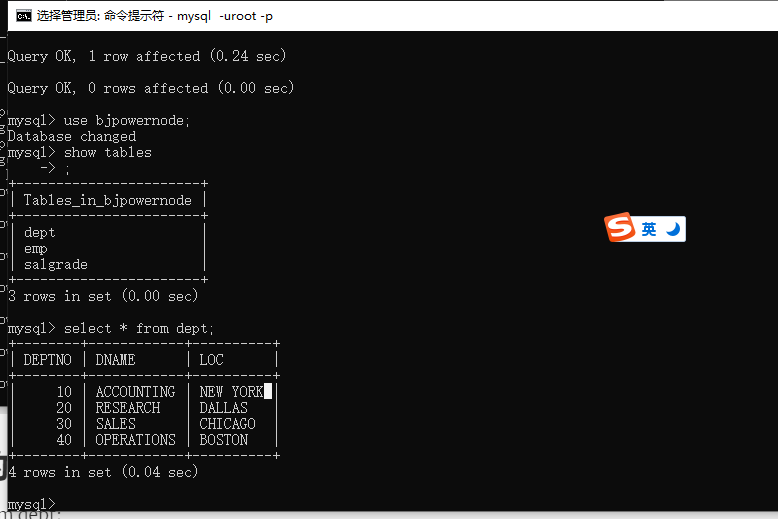 选择管理员: 命令提示符 - mysql  -uroot -p
Query OK, 1 row affected (0.24 sec)
Query OK, 0 rows affected (0.00 sec)
mysql> use bjpowernode;
Database changed
mysql> show tables
    -> ;
+-----------------------+
| Tables_in_bjpowernode |
+-----------------------+
| dept                  |
| emp                   |
| salgrade              |
+-----------------------+
3 rows in set (0.00 sec)
mysql> select * from dept;
+--------+------------+----------+
| DEPTNO | DNAME      | LOC      |
+--------+------------+----------+
|     10 | ACCOUNTING | NEW YORK |
|     20 | RESEARCH   | DALLAS   |
|     30 | SALES      | CHICAGO  |
|     40 | OPERATIONS | BOSTON   |
+--------+------------+----------+
4 rows in set (0.04 sec)
mysql>
英